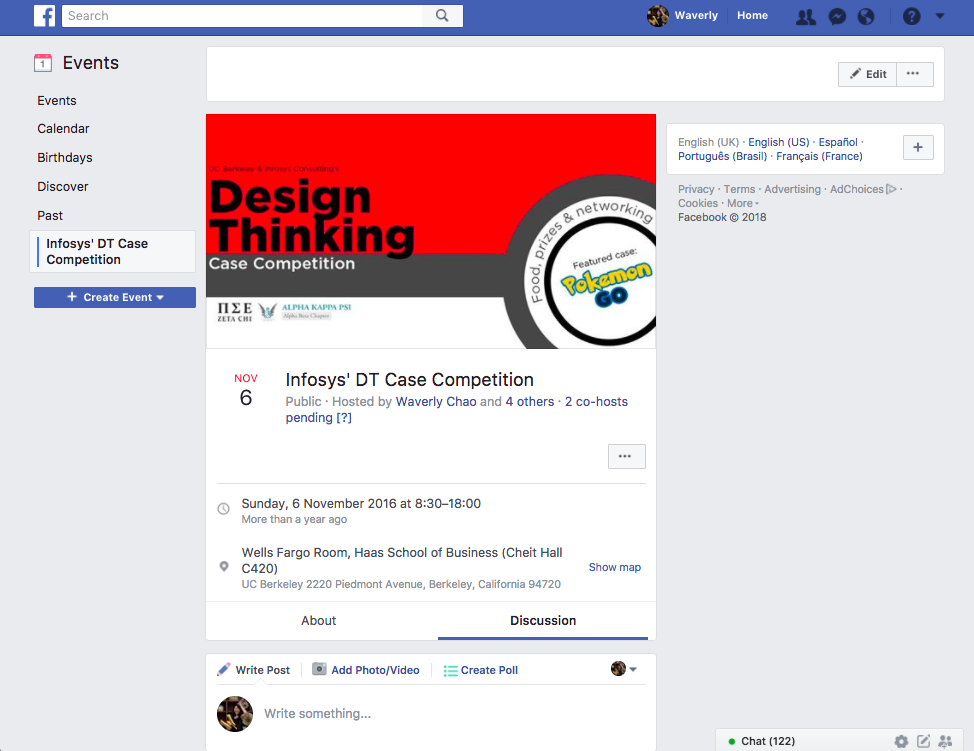 Search
Waverly
Home
1
Events
Events
Calendar
Birthdays
Discover
Past
Infosys' DT Case
Competition
+ Create Event
Edit
•••
UC Berkeley & Infosys Consulting's
Design
Thinking
Case Competition
Food, prizes & networking
Featured case:
Pokemon
GO
ΠΣΕ
ZETA CHI
ALPHA KAPPA PSI
Alpha Beta Chapter
NOV
6
Infosys' DT Case Competition
Public · Hosted by Waverly Chao and 4 others · 2 co-hosts
pending [?]
•••
Sunday, 6 November 2016 at 8:30–18:00
More than a year ago
Wells Fargo Room, Haas School of Business (Cheit Hall
C420)
UC Berkeley 2220 Piedmont Avenue, Berkeley, California 94720
Show map
About
Discussion
Write Post
Add Photo/Video
Create Poll
Write something...
English (UK) · English (US) · Español ·
Português (Brasil) · Français (France)
+
Privacy · Terms · Advertising · AdChoices ·
Cookies · More
Facebook © 2018
Chat (122)